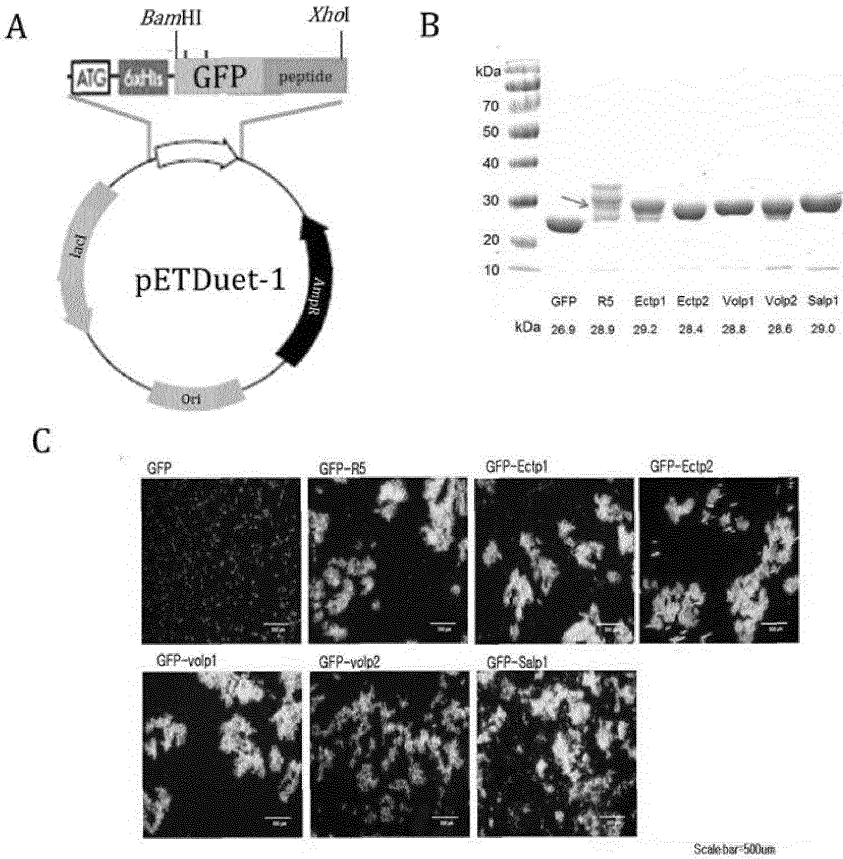 A
BamHI
XhoI
ATG
6xHis
GFP
peptide
lacI
pETDuet-1
AmpR
Ori
B
kDa
70
50
40
30
20
10
GFP R5 Ectp1 Ectp2 Volp1 Volp2 Salp1
kDa 26.9 28.9 29.2 28.4 28.8 28.6 29.0
C
GFP
GFP-R5
GFP-Ectp1
GFP-Ectp2
GFP-volp1
GFP-volp2
GFP-Salp1
Scale bar=500um